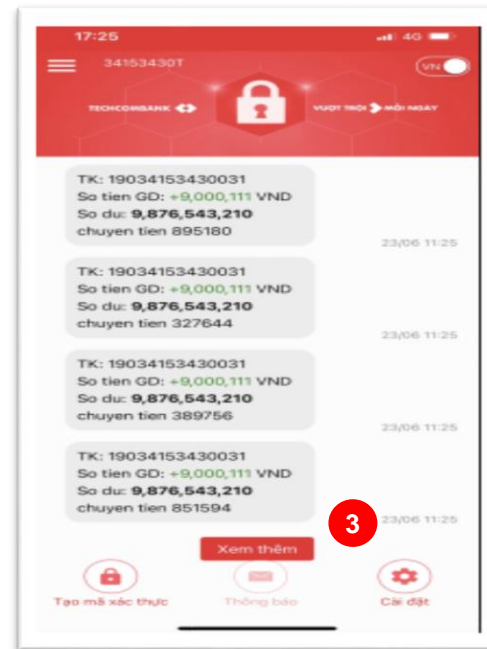 17:25
4G
34153430T
VN
TECHCOMBANK
VƯỢT TRỘI MỖI NGÀY
TK: 19034153430031
So tien GD: +9,000,111 VND
So du: 9,876,543,210
chuyen tien 895180
23/06 11:25
TK: 19034153430031
So tien GD: +9,000,111 VND
So du: 9,876,543,210
chuyen tien 327644
23/06 11:25
TK: 19034153430031
So tien GD: +9,000,111 VND
So du: 9,876,543,210
chuyen tien 389756
23/06 11:25
TK: 19034153430031
So tien GD: +9,000,111 VND
So du: 9,876,543,210
chuyen tien 851594
23/06 11:25
3
Xem thêm
Tạo mã xác thực
Thông báo
Cài đặt